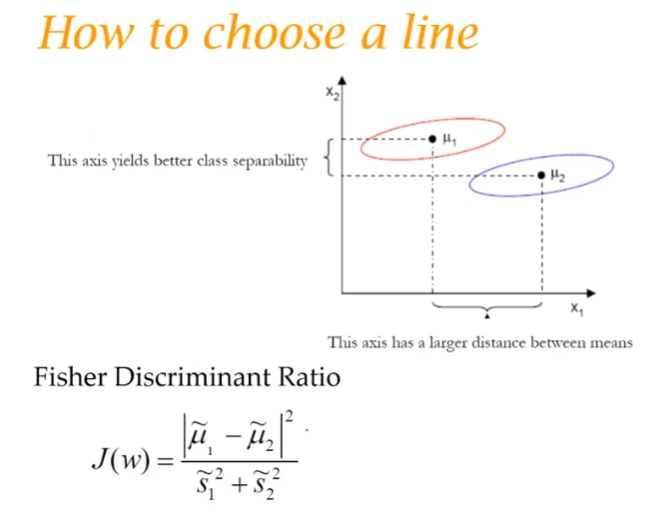 How to choose a line
x₂
μ₁
This axis yields better class separability
μ₂
x₁
This axis has a larger distance between means
Fisher Discriminant Ratio
J(w) = |μ̃₁ − μ̃₂|² / (s̃₁² + s̃₂²)